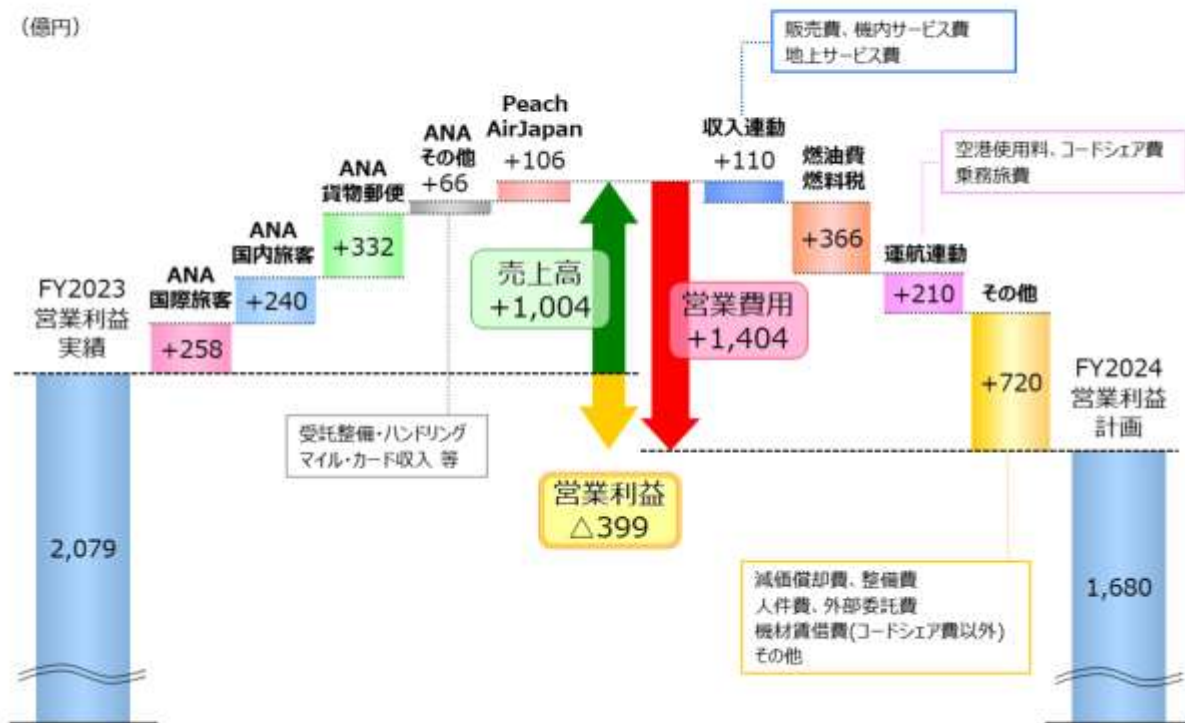 (億円)
販売費、機内サービス費
地上サービス費
Peach
AirJapan
+106
収入連動
+110
ANA
その他
+66
燃油費
燃料税
+366
空港使用料、コードシェア費
乗務旅費
ANA
貨物郵便
+332
ANA
国内旅客
+240
売上高
+1,004
営業費用
+1,404
運航連動
+210
その他
+720
FY2023
営業利益
実績
ANA
国際旅客
+258
FY2024
営業利益
計画
受託整備・ハンドリング
マイル・カード収入 等
営業利益
△399
2,079
減価償却費、整備費
人件費、外部委託費
機材賃借費(コードシェア費以外)
その他
1,680